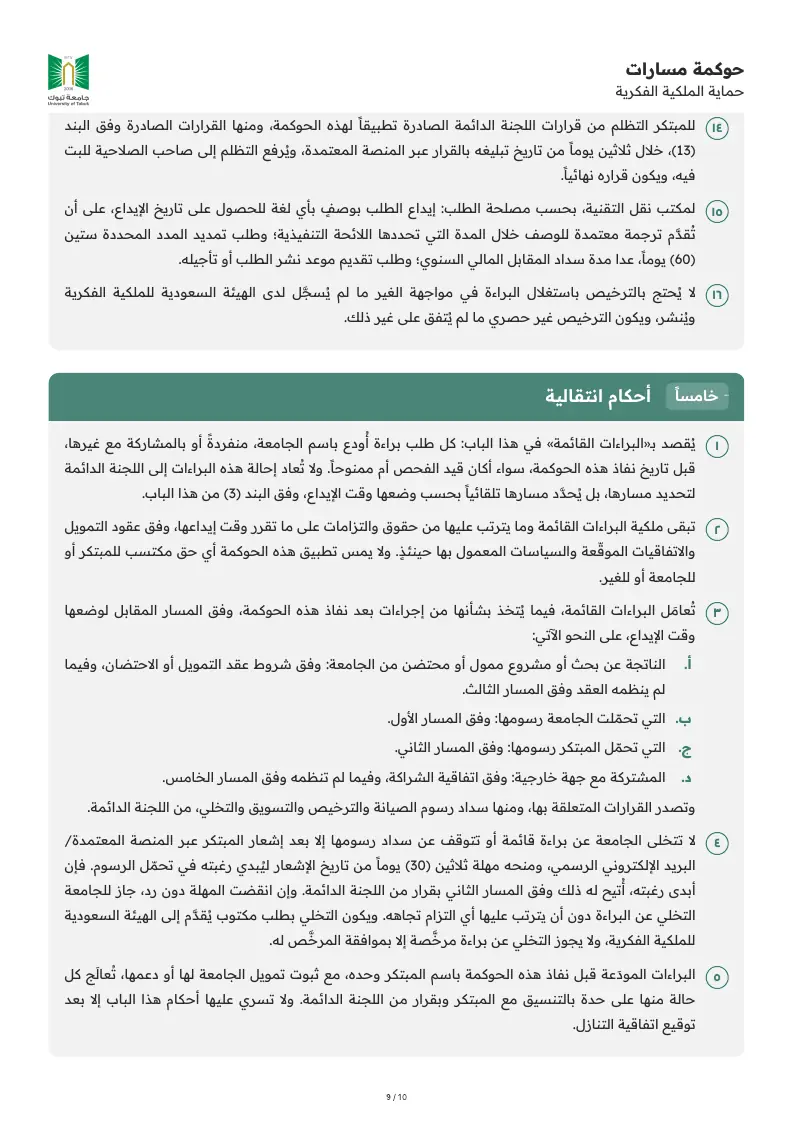 حوكمة مسارات
حماية الملكية الفكرية
جامعة تبوك
University of Tabuk
١٤ للمبتكر التظلم من قرارات اللجنة الدائمة الصادرة تطبيقاً لهذه الحوكمة، ومنها القرارات الصادرة وفق البند
(13)، خلال ثلاثين يوماً من تاريخ تبليغه بالقرار عبر المنصة المعتمدة، ويُرفع التظلم إلى صاحب الصلاحية للبت
فيه، ويكون قراره نهائياً.
١٥ لمكتب نقل التقنية، بحسب مصلحة الطلب: إيداع الطلب بوصفٍ بأي لغة للحصول على تاريخ الإيداع، على أن
تُقدَّم ترجمة معتمدة للوصف خلال المدة التي تحددها اللائحة التنفيذية؛ وطلب تمديد المدد المحددة ستين
(60) يوماً، عدا مدة سداد المقابل المالي السنوي؛ وطلب تقديم موعد نشر الطلب أو تأجيله.
١٦ لا يُحتج بالترخيص باستغلال البراءة في مواجهة الغير ما لم يُسجَّل لدى الهيئة السعودية للملكية الفكرية
ويُنشر، ويكون الترخيص غير حصري ما لم يُتفق على غير ذلك.
خامساً أحكام انتقالية
١ يُقصد بـ«البراءات القائمة» في هذا الباب: كل طلب براءة أُودع باسم الجامعة، منفردةً أو بالمشاركة مع غيرها،
قبل تاريخ نفاذ هذه الحوكمة، سواء أكان قيد الفحص أم ممنوحاً. ولا تُعاد إحالة هذه البراءات إلى اللجنة الدائمة
لتحديد مسارها، بل يُحدَّد مسارها تلقائياً بحسب وضعها وقت الإيداع، وفق البند (3) من هذا الباب.
٢ تبقى ملكية البراءات القائمة وما يترتب عليها من حقوق والتزامات على ما تقرر وقت إيداعها، وفق عقود التمويل
والاتفاقيات الموقّعة والسياسات المعمول بها حينئذٍ. ولا يمس تطبيق هذه الحوكمة أي حق مكتسب للمبتكر أو
للجامعة أو للغير.
٣ تُعامَل البراءات القائمة، فيما يُتخذ بشأنها من إجراءات بعد نفاذ هذه الحوكمة، وفق المسار المقابل لوضعها
وقت الإيداع، على النحو الآتي:
أ. الناتجة عن بحث أو مشروع ممول أو محتضن من الجامعة: وفق شروط عقد التمويل أو الاحتضان، وفيما
لم ينظمه العقد وفق المسار الثالث.
ب. التي تحمّلت الجامعة رسومها: وفق المسار الأول.
ج. التي تحمّل المبتكر رسومها: وفق المسار الثاني.
د. المشتركة مع جهة خارجية: وفق اتفاقية الشراكة، وفيما لم تنظمه وفق المسار الخامس.
وتصدر القرارات المتعلقة بها، ومنها سداد رسوم الصيانة والترخيص والتسويق والتخلي، من اللجنة الدائمة.
٤ لا تتخلى الجامعة عن براءة قائمة أو تتوقف عن سداد رسومها إلا بعد إشعار المبتكر عبر المنصة المعتمدة/
البريد الإلكتروني الرسمي، ومنحه مهلة ثلاثين (30) يوماً من تاريخ الإشعار ليُبدي رغبته في تحمّل الرسوم. فإن
أبدى رغبته، أُتيح له ذلك وفق المسار الثاني بقرار من اللجنة الدائمة. وإن انقضت المهلة دون رد، جاز للجامعة
التخلي عن البراءة دون أن يترتب عليها أي التزام تجاهه. ويكون التخلي بطلب مكتوب يُقدَّم إلى الهيئة السعودية
للملكية الفكرية، ولا يجوز التخلي عن براءة مرخَّصة إلا بموافقة المرخَّص له.
٥ البراءات المودَعة قبل نفاذ هذه الحوكمة باسم المبتكر وحده، مع ثبوت تمويل الجامعة لها أو دعمها، تُعالَج كل
حالة منها على حدة بالتنسيق مع المبتكر وبقرار من اللجنة الدائمة. ولا تسري عليها أحكام هذا الباب إلا بعد
توقيع اتفاقية التنازل.
9 / 10